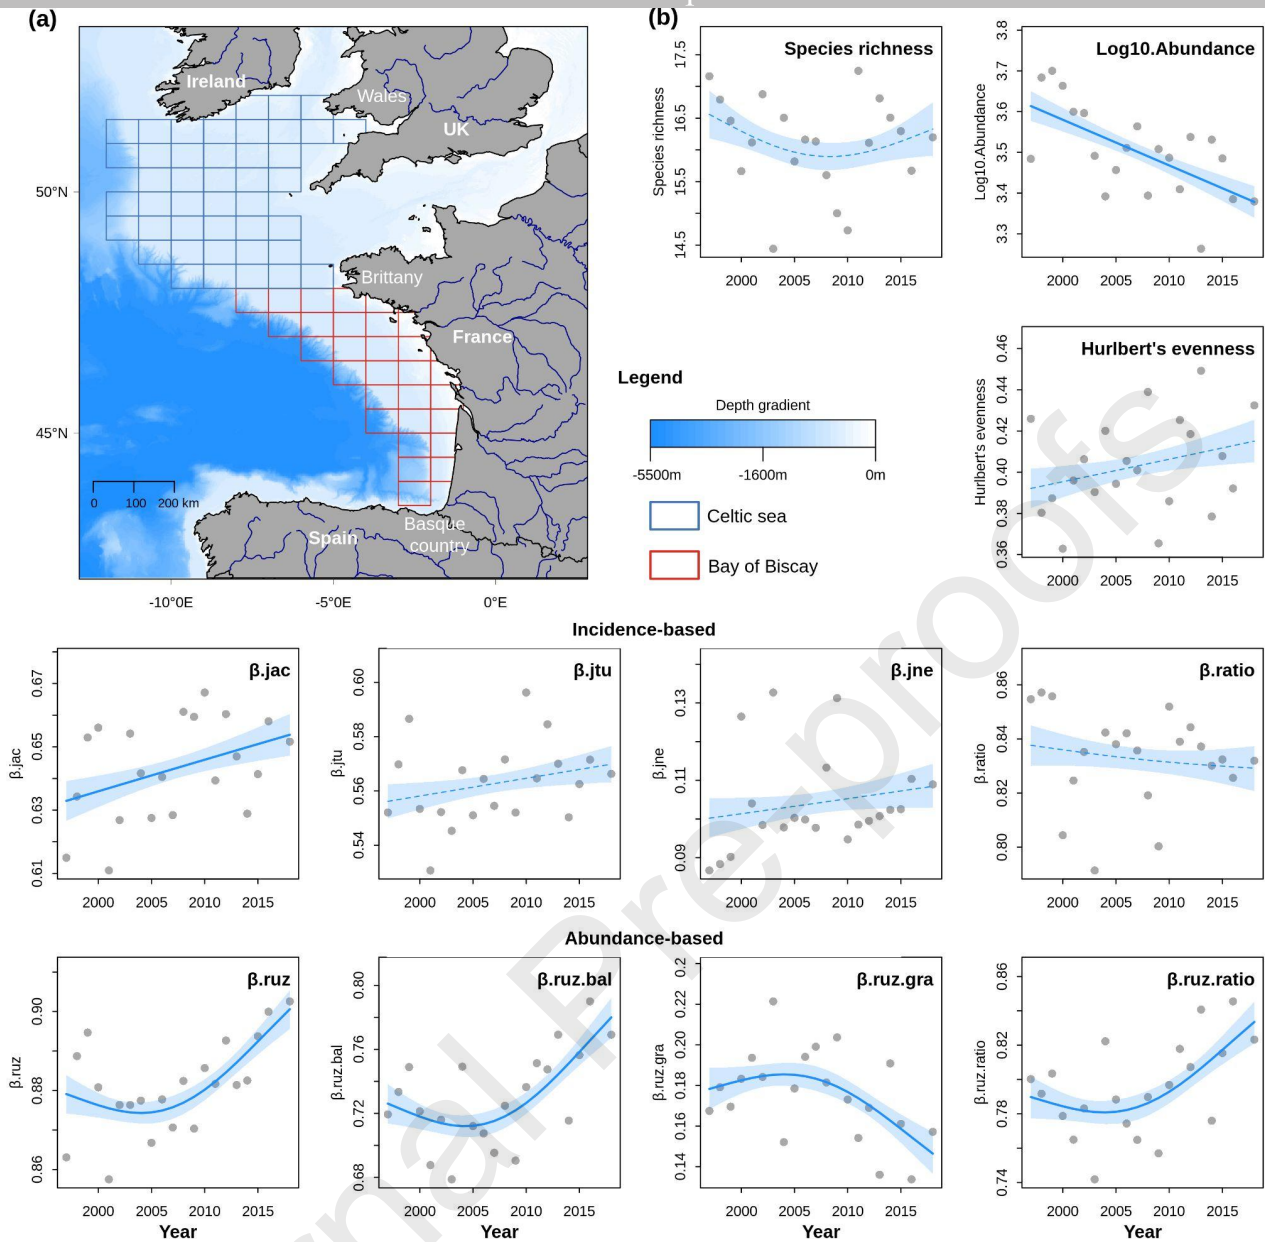 (a)
Ireland
Wales
UK
50°N
Brittany
France
45°N
0 100 200 km
Basque
country
Spain
-10°0E -5°0E 0°E
Legend
Depth gradient
-5500m -1600m 0m
Celtic sea
Bay of Biscay
(b)
Species richness
Species richness
14.5 15.5 16.5 17.5
2000 2005 2010 2015
Log10.Abundance
Log10.Abundance
3.3 3.4 3.5 3.6 3.7 3.8
2000 2005 2010 2015
Hurlbert's evenness
Hurlbert's evenness
0.36 0.38 0.40 0.42 0.44 0.46
2000 2005 2010 2015
Incidence-based
β.jac
β.jac
0.61 0.63 0.65 0.67
2000 2005 2010 2015
β.jtu
β.jtu
0.54 0.56 0.58 0.60
2000 2005 2010 2015
β.jne
β.jne
0.09 0.11 0.13
2000 2005 2010 2015
β.ratio
β.ratio
0.80 0.82 0.84 0.86
2000 2005 2010 2015
Abundance-based
β.ruz
β.ruz
0.86 0.88 0.90
2000 2005 2010 2015
Year
β.ruz.bal
β.ruz.bal
0.68 0.72 0.76 0.80
2000 2005 2010 2015
Year
β.ruz.gra
β.ruz.gra
0.14 0.16 0.18 0.20 0.22 0.2
2000 2005 2010 2015
Year
β.ruz.ratio
β.ruz.ratio
0.74 0.78 0.82 0.86
2000 2005 2010 2015
Year
nal Pre-proofs